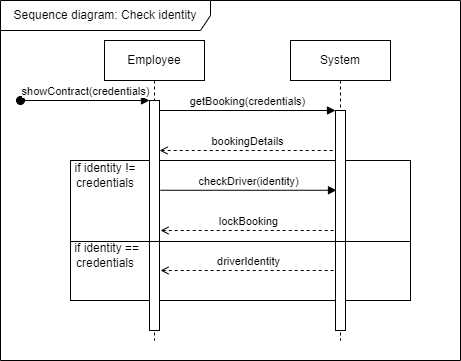 Sequence diagram: Check identity
Employee
System
showContract(credentials)
getBooking(credentials)
bookingDetails
if identity !=
credentials
checkDriver(identity)
lockBooking
if identity ==
credentials
driverIdentity